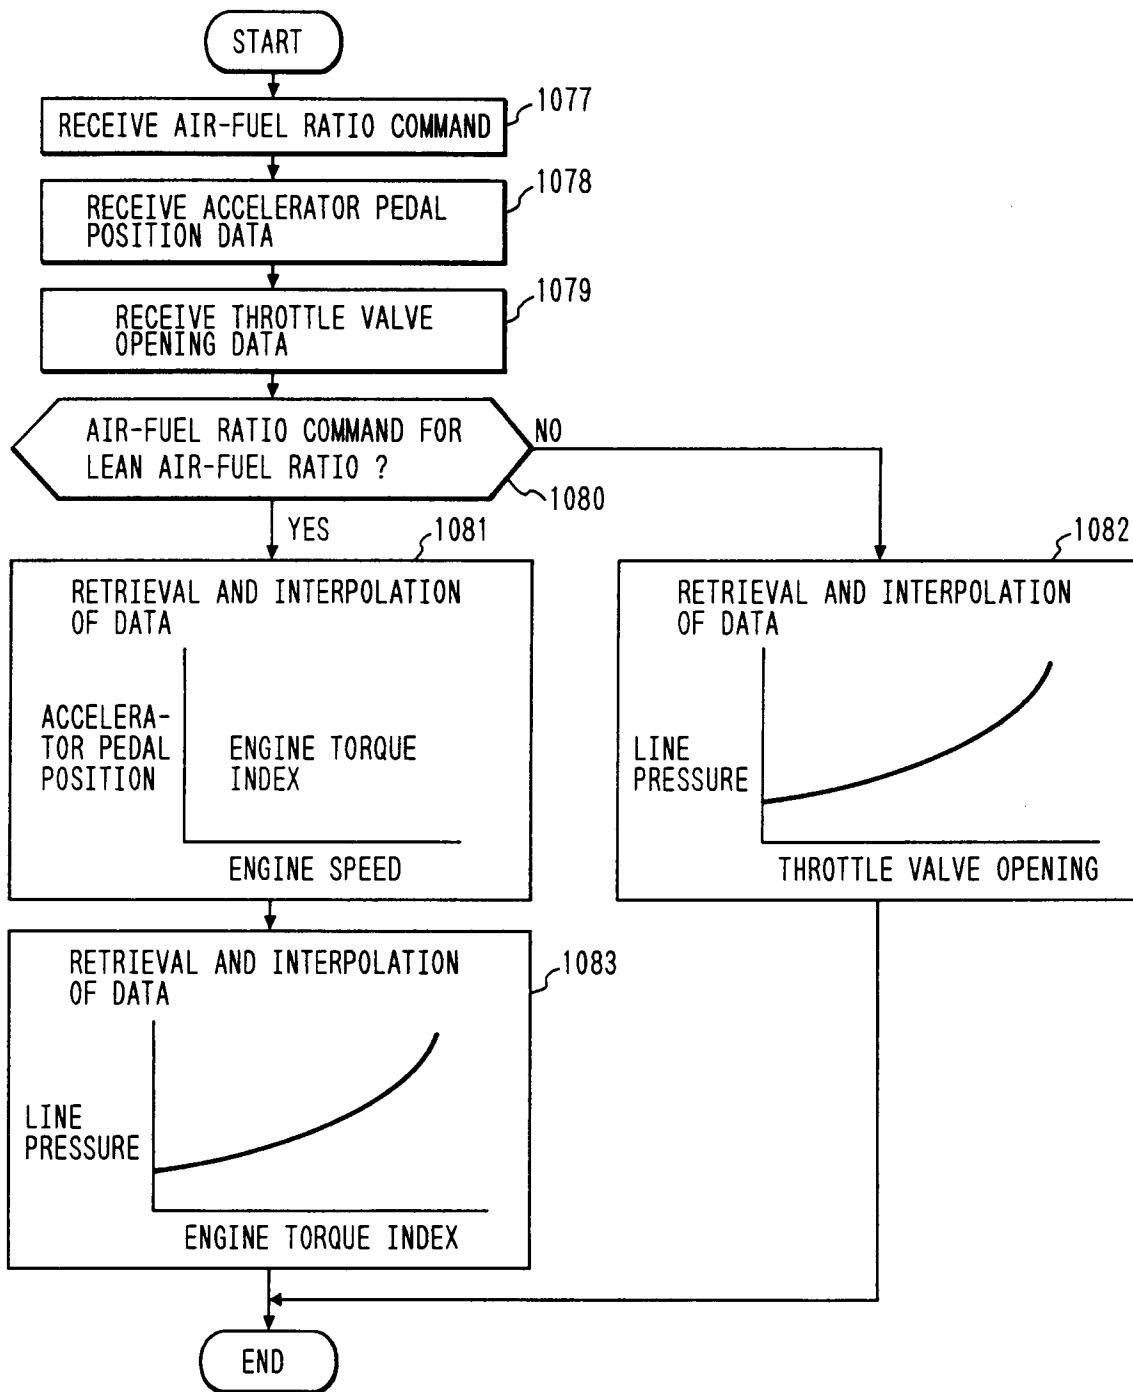 START
1077
RECEIVE AIR-FUEL RATIO COMMAND
1078
RECEIVE ACCELERATOR PEDAL
POSITION DATA
1079
RECEIVE THROTTLE VALVE
OPENING DATA
AIR-FUEL RATIO COMMAND FOR
LEAN AIR-FUEL RATIO ?
NO
1080
YES
1081
RETRIEVAL AND INTERPOLATION
OF DATA
ACCELERA-
TOR PEDAL
POSITION
ENGINE TORQUE
INDEX
ENGINE SPEED
1082
RETRIEVAL AND INTERPOLATION
OF DATA
LINE
PRESSURE
THROTTLE VALVE OPENING
1083
RETRIEVAL AND INTERPOLATION
OF DATA
LINE
PRESSURE
ENGINE TORQUE INDEX
END